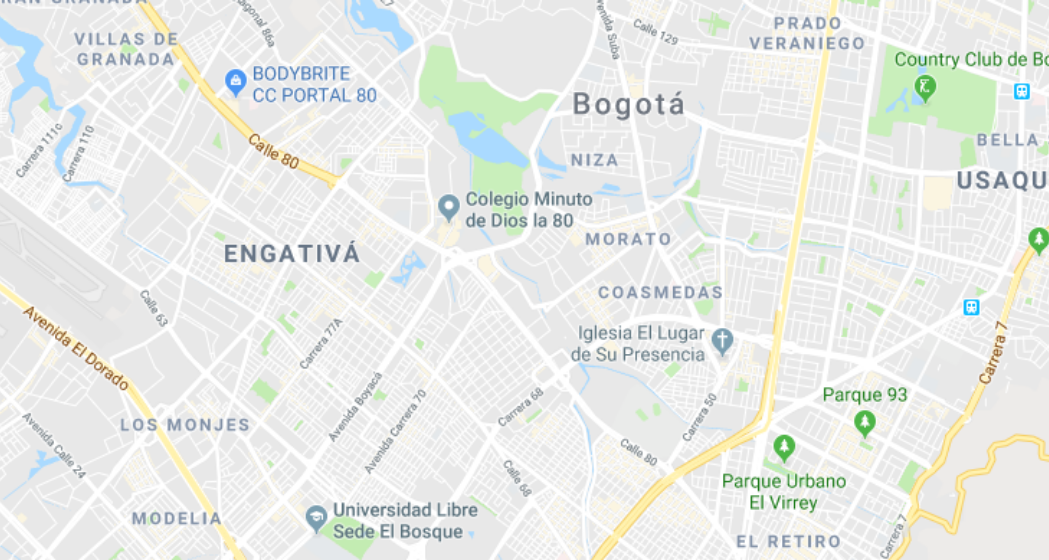 GRANADA
VILLAS DE
GRANADA
Diagonal 86a
Avenida Suba
Calle 129
PRADO
VERANIEGO
Country Club de Bo
BODYBRITE
CC PORTAL 80
Bogotá
Carrera 111c
Carrera 110
Calle 80
NIZA
BELLA
USAQU
Colegio Minuto
de Dios la 80
MORATO
ENGATIVÁ
COASMEDAS
Calle 63
Avenida El Dorado
Carrera 77A
Iglesia El Lugar
de Su Presencia
Carrera 7
Avenida Boyacá
Avenida Carrera 70
Carrera 68
Carrera 50
Parque 93
LOS MONJES
Avenida Calle 24
Calle 80
Calle 68
Parque Urbano
El Virrey
MODELIA
Universidad Libre
Sede El Bosque
EL RETIRO
Carrera 7